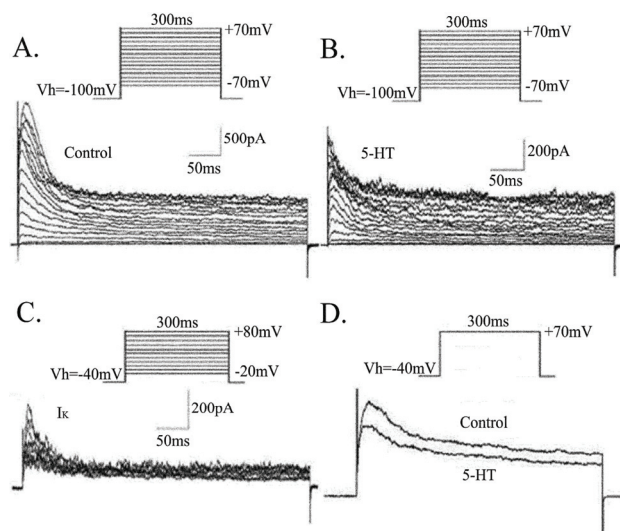 A.
300ms
+70mV
-70mV
Vh=-100mV
500pA
50ms
Control
B.
300ms
+70mV
-70mV
Vh=-100mV
200pA
50ms
5-HT
C.
300ms
+80mV
-20mV
Vh=-40mV
200pA
50ms
IK
D.
300ms
+70mV
Vh=-40mV
Control
5-HT